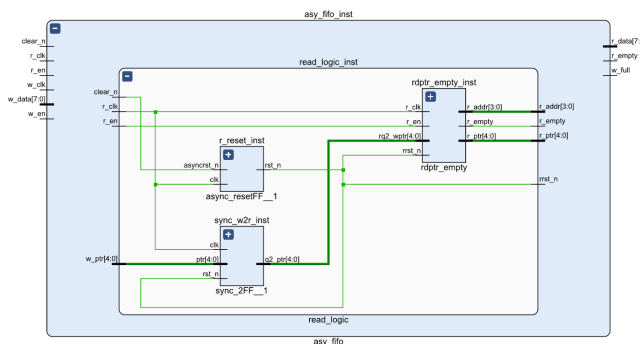 asy_fifo_inst
clear_n
r_clk
r_en
w_clk
w_data[7:0]
w_en
r_data[7:
r_empty
w_full
read_logic_inst
clear_n
r_clk
r_en
w_ptr[4:0]
rdptr_empty_inst
r_clk
r_en
rq2_wptr[4:0]
rrst_n
r_addr[3:0]
r_empty
r_ptr[4:0]
rdptr_empty
r_addr[3:0]
r_empty
r_ptr[4:0]
rrst_n
r_reset_inst
asyncrst_n
clk
rst_n
async_resetFF__1
sync_w2r_inst
clk
ptr[4:0]
rst_n
q2_ptr[4:0]
sync_2FF__1
read_logic
asy_fifo